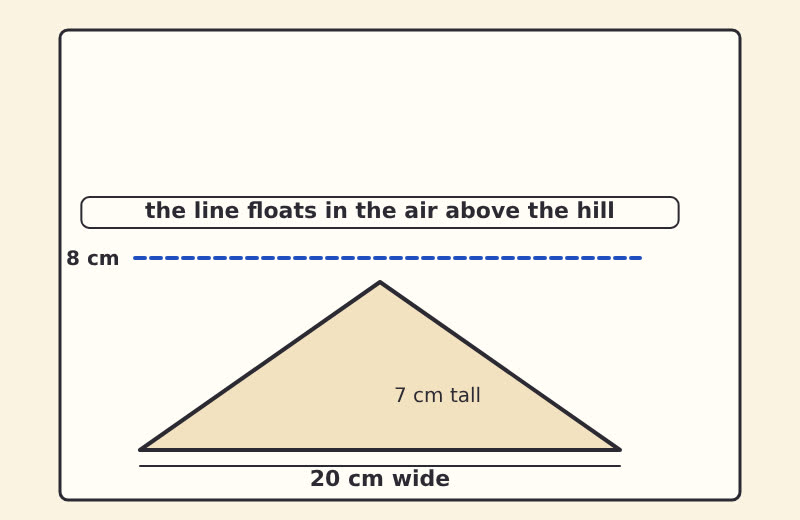 the line floats in the air above the hill
8 cm
7 cm tall
20 cm wide